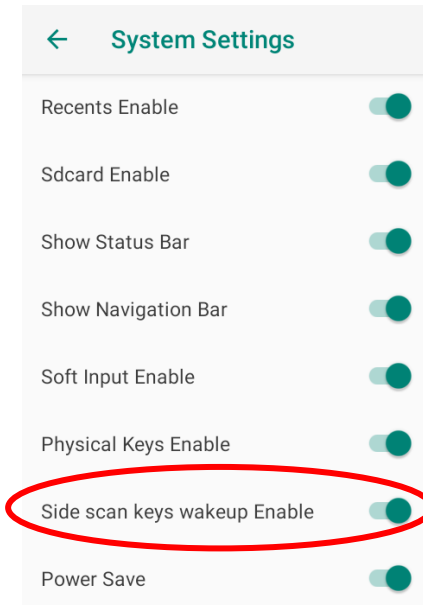 System Settings
Recents Enable
Sdcard Enable
Show Status Bar
Show Navigation Bar
Soft Input Enable
Physical Keys Enable
Side scan keys wakeup Enable
Power Save